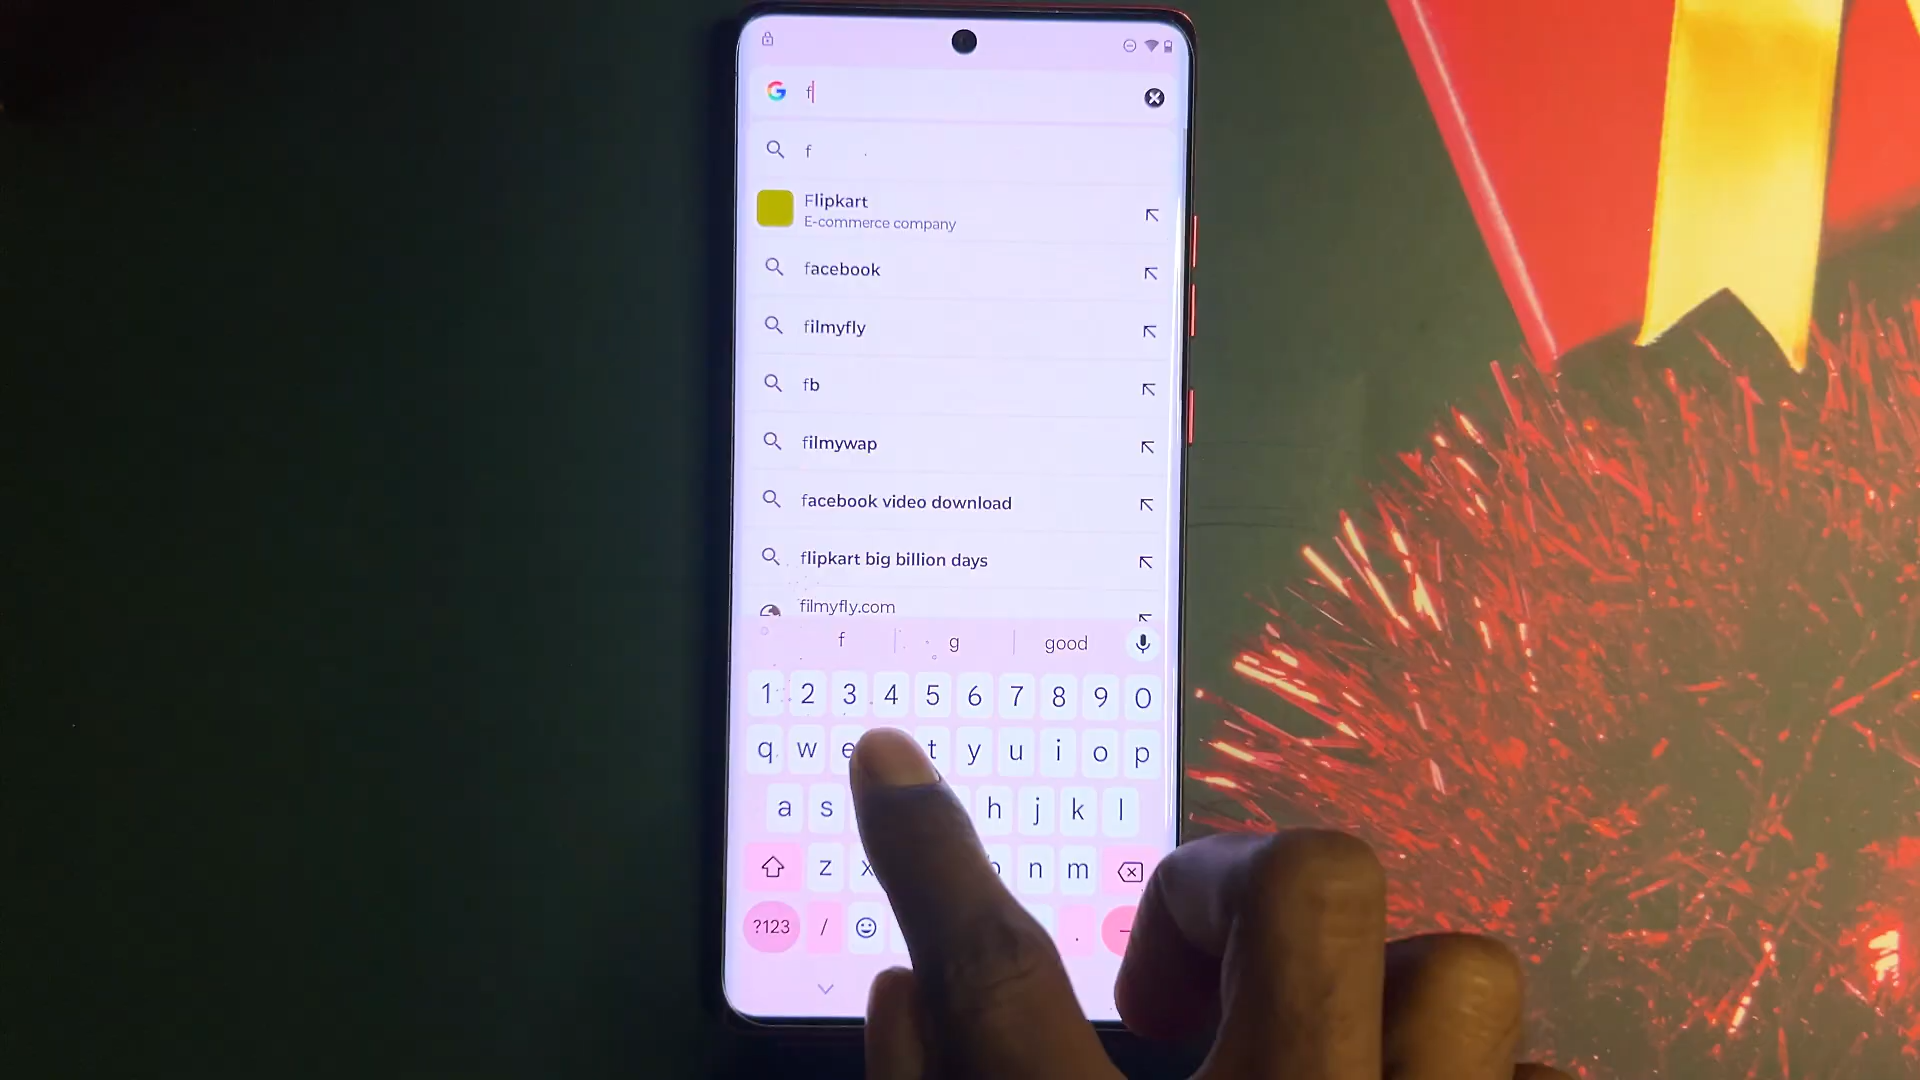 f
f
Flipkart
E-commerce company
facebook
filmyfly
fb
filmywap
facebook video download
flipkart big billion days
filmyfly.com
f g good
1 2 3 4 5 6 7 8 9 0
q w e t y u i o p
a s h j k l
z x n m
?123 / .